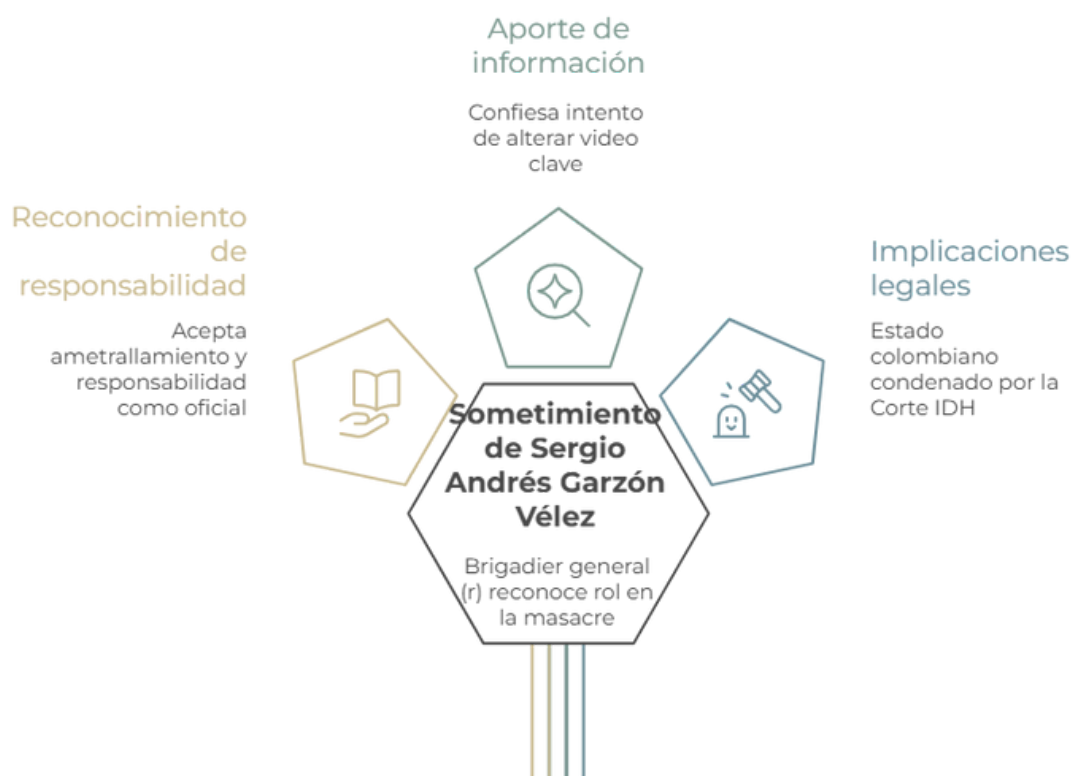 Aporte de
información
Confiesa intento
de alterar video
clave
Reconocimiento
de
responsabilidad
Acepta
ametrallamiento y
responsabilidad
como oficial
Implicaciones
legales
Estado
colombiano
condenado por la
Corte IDH
Sometimiento
de Sergio
Andrés Garzón
Vélez
Brigadier general
(r) reconoce rol en
la masacre